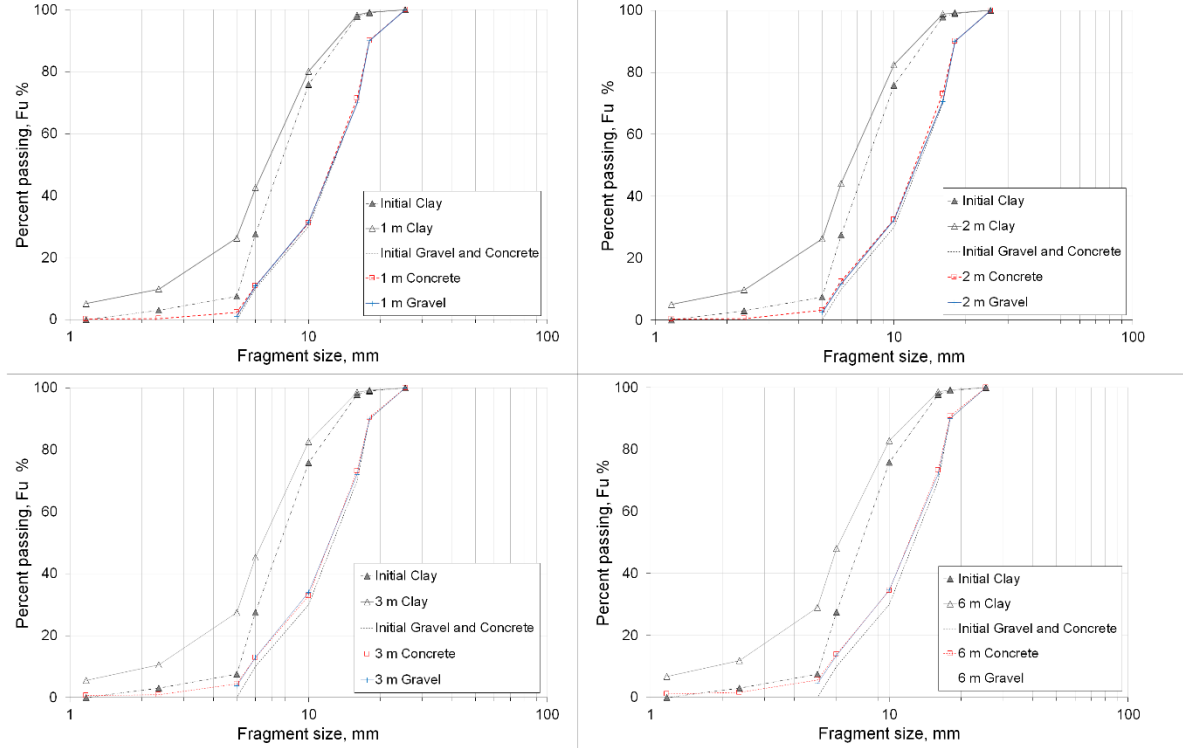 100
80
60
40
20
0
Percent passing, Fu %
Initial Clay
1 m Clay
Initial Gravel and Concrete
1 m Concrete
1 m Gravel
1
10
100
Fragment size, mm
100
80
60
40
20
0
Percent passing, Fu %
Initial Clay
2 m Clay
Initial Gravel and Concrete
2 m Concrete
2 m Gravel
1
10
100
Fragment size, mm
100
80
60
40
20
0
Percent passing, Fu %
Initial Clay
3 m Clay
Initial Gravel and Concrete
3 m Concrete
3 m Gravel
1
10
100
Fragment size, mm
100
80
60
40
20
0
Percent passing, Fu %
Initial Clay
6 m Clay
Initial Gravel and Concrete
6 m Concrete
6 m Gravel
1
10
100
Fragment size, mm